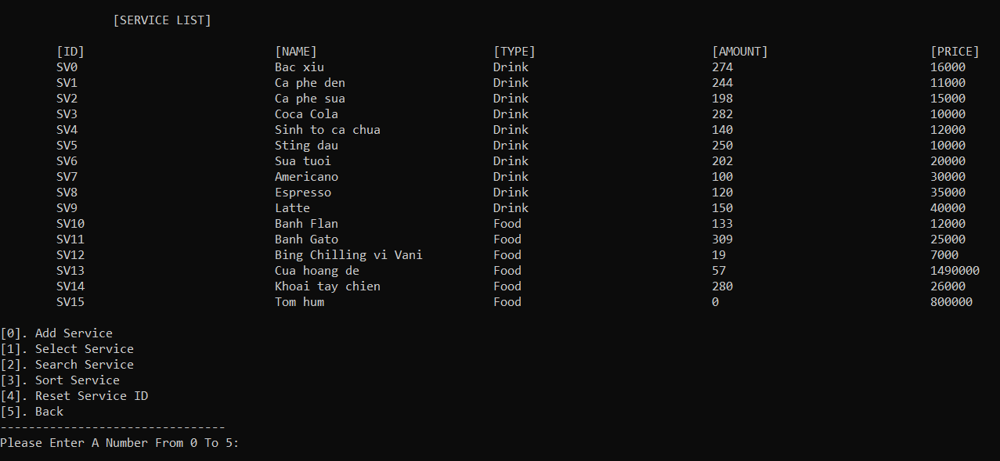 [SERVICE LIST]
[ID] [NAME] [TYPE] [AMOUNT] [PRICE]
SV0 Bac xiu Drink 274 16000
SV1 Ca phe den Drink 244 11000
SV2 Ca phe sua Drink 198 15000
SV3 Coca Cola Drink 282 10000
SV4 Sinh to ca chua Drink 140 12000
SV5 Sting dau Drink 250 10000
SV6 Sua tuoi Drink 202 20000
SV7 Americano Drink 100 30000
SV8 Espresso Drink 120 35000
SV9 Latte Drink 150 40000
SV10 Banh Flan Food 133 12000
SV11 Banh Gato Food 309 25000
SV12 Bing Chilling vi Vani Food 19 7000
SV13 Cua hoang de Food 57 1490000
SV14 Khoai tay chien Food 280 26000
SV15 Tom hum Food 0 800000
[0]. Add Service
[1]. Select Service
[2]. Search Service
[3]. Sort Service
[4]. Reset Service ID
[5]. Back
--------------------------------
Please Enter A Number From 0 To 5: